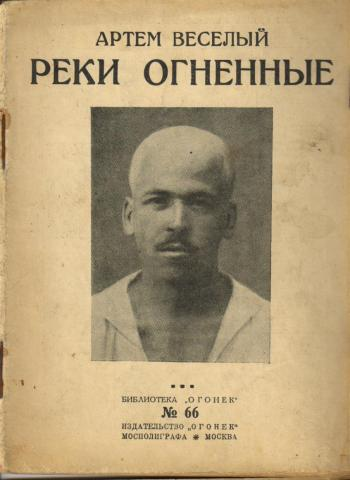 АРТЕМ ВЕСЕЛЫЙ
РЕКИ ОГНЕННЫЕ
БИБЛИОТЕКА „ОГОНЕК“
№ 66
ИЗДАТЕЛЬСТВО „ОГОНЕК“
МОСПОЛИГРАФА * МОСКВА